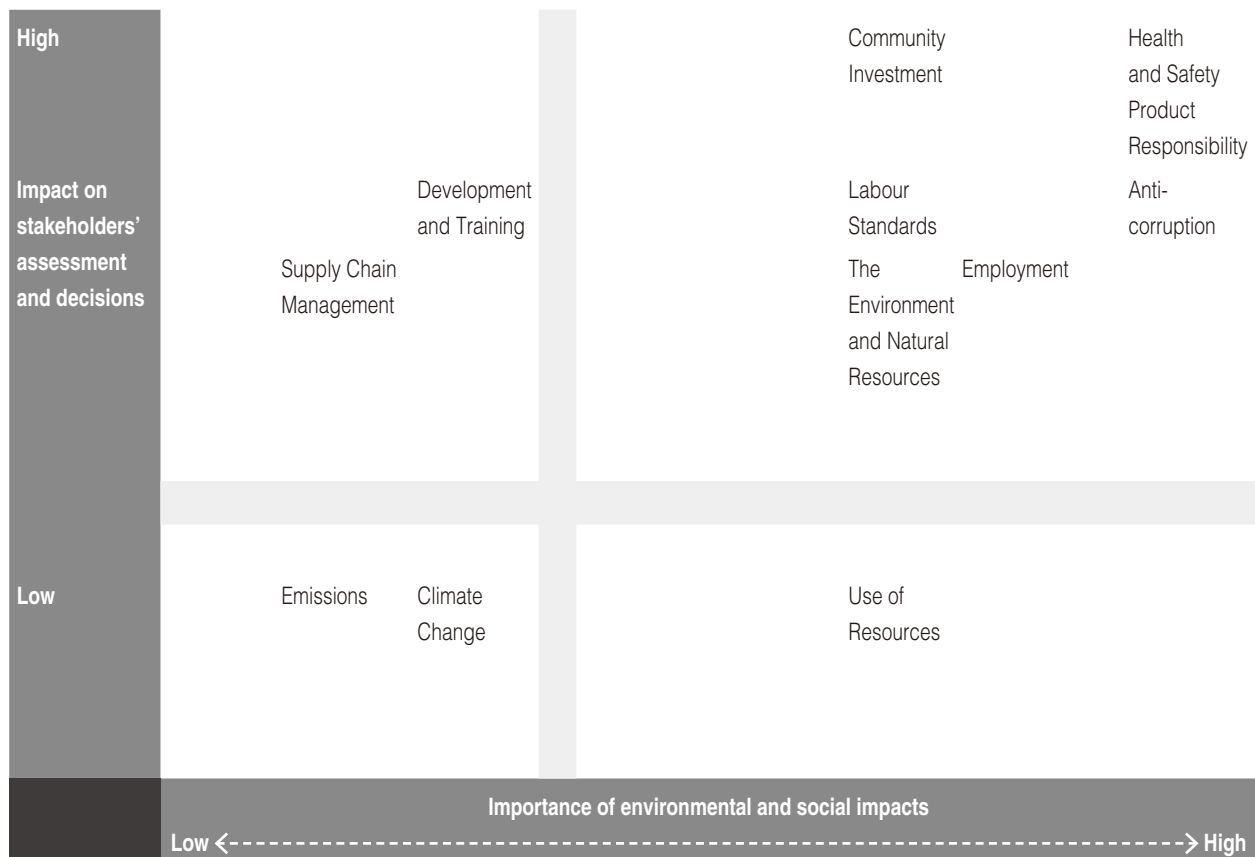 High
Community
Investment
Health
and Safety
Product
Responsibility
Impact on
stakeholders’
assessment
and decisions
Development
and Training
Labour
Standards
Anti-
corruption
Supply Chain
Management
The
Environment
and Natural
Resources
Employment
Low
Emissions
Climate
Change
Use of
Resources
Importance of environmental and social impacts
Low
High